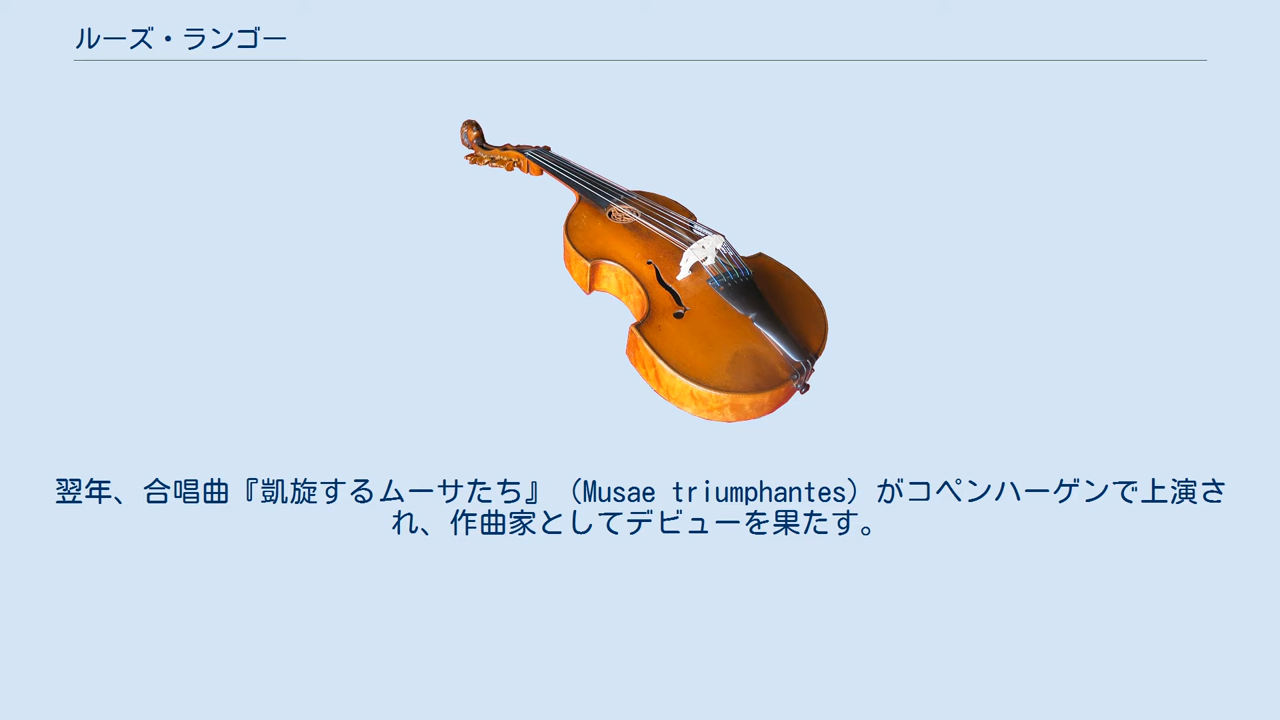 ルーズ・ランゴー
翌年、合唱曲『凱旋するムーサたち』（Musae triumphantes）がコペンハーゲンで上演さ
れ、作曲家としてデビューを果たす。